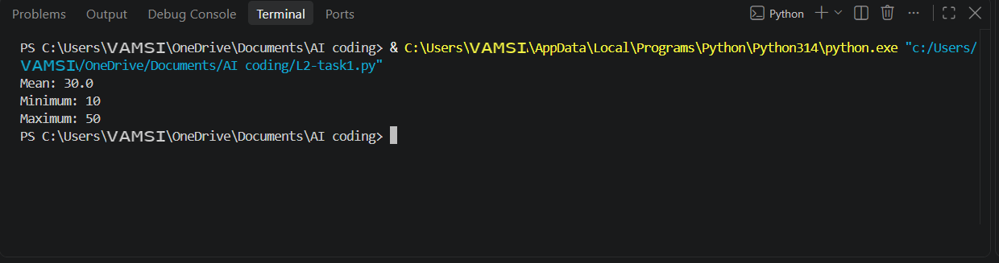 Problems Output Debug Console Terminal Ports Python
PS C:\Users\VAMSI\OneDrive\Documents\AI coding> & C:\Users\VAMSI\AppData\Local\Programs\Python\Python314\python.exe "c:/Users/
VAMSI/OneDrive/Documents/AI coding/L2-task1.py"
Mean: 30.0
Minimum: 10
Maximum: 50
PS C:\Users\VAMSI\OneDrive\Documents\AI coding>